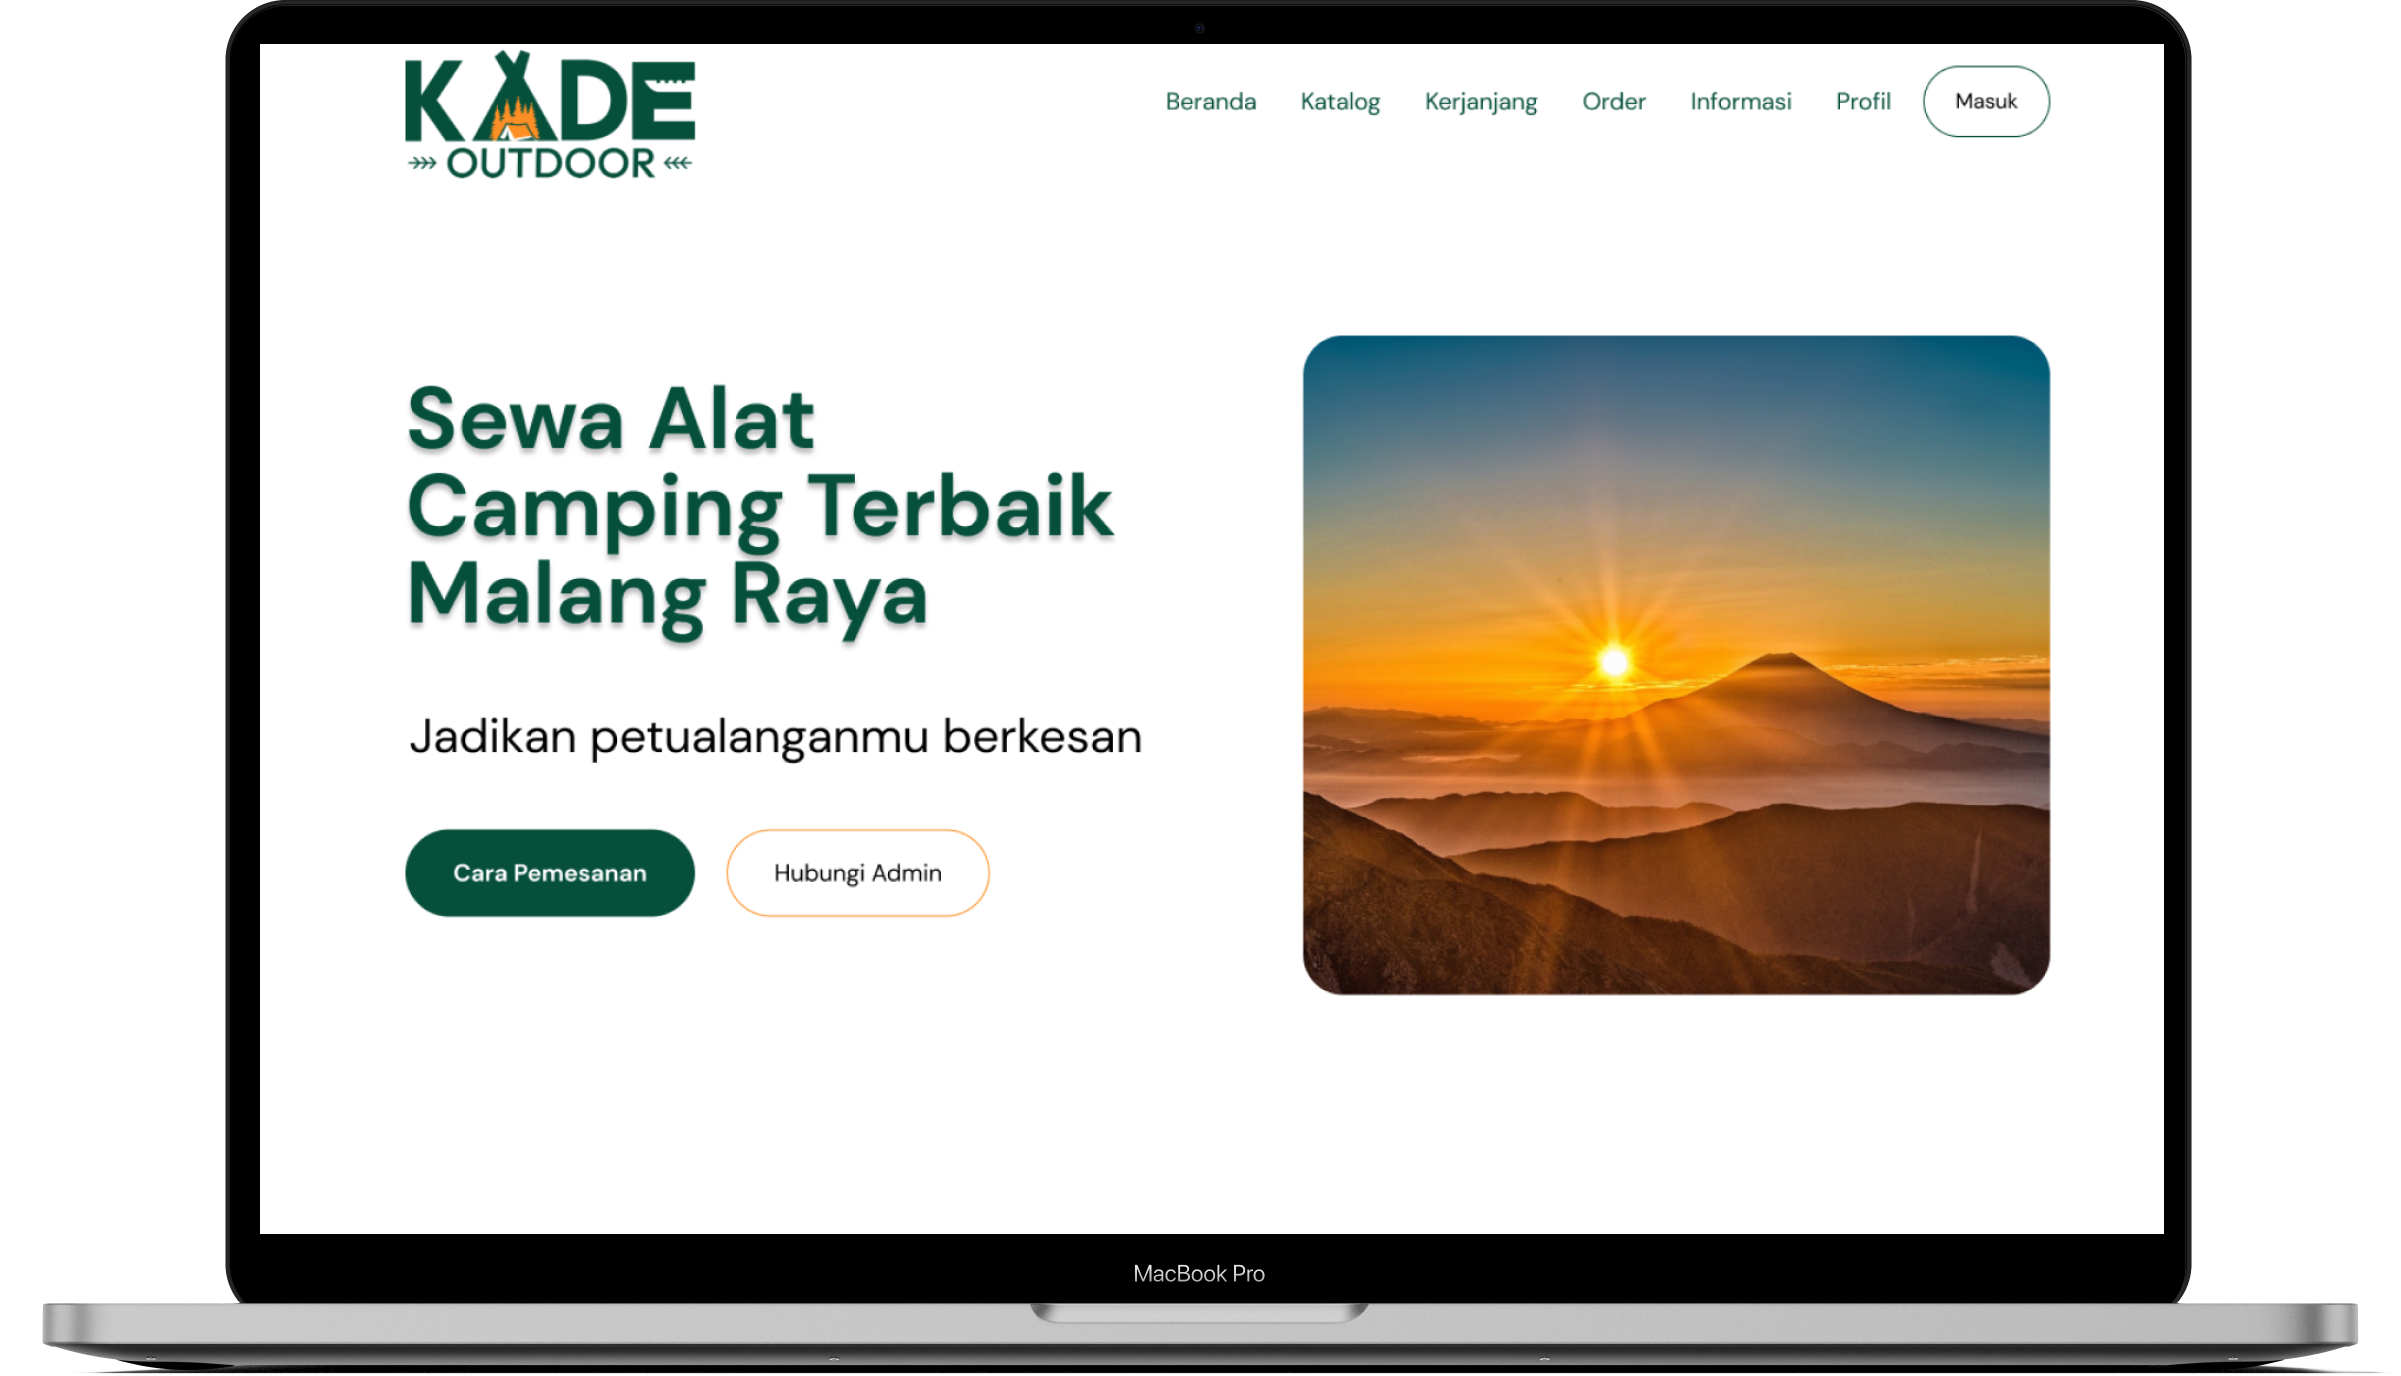 KADE
OUTDOOR
Beranda Katalog Kerjanjang Order Informasi Profil Masuk
Sewa Alat
Camping Terbaik
Malang Raya
Jadikan petualanganmu berkesan
Cara Pemesanan Hubungi Admin
MacBook Pro